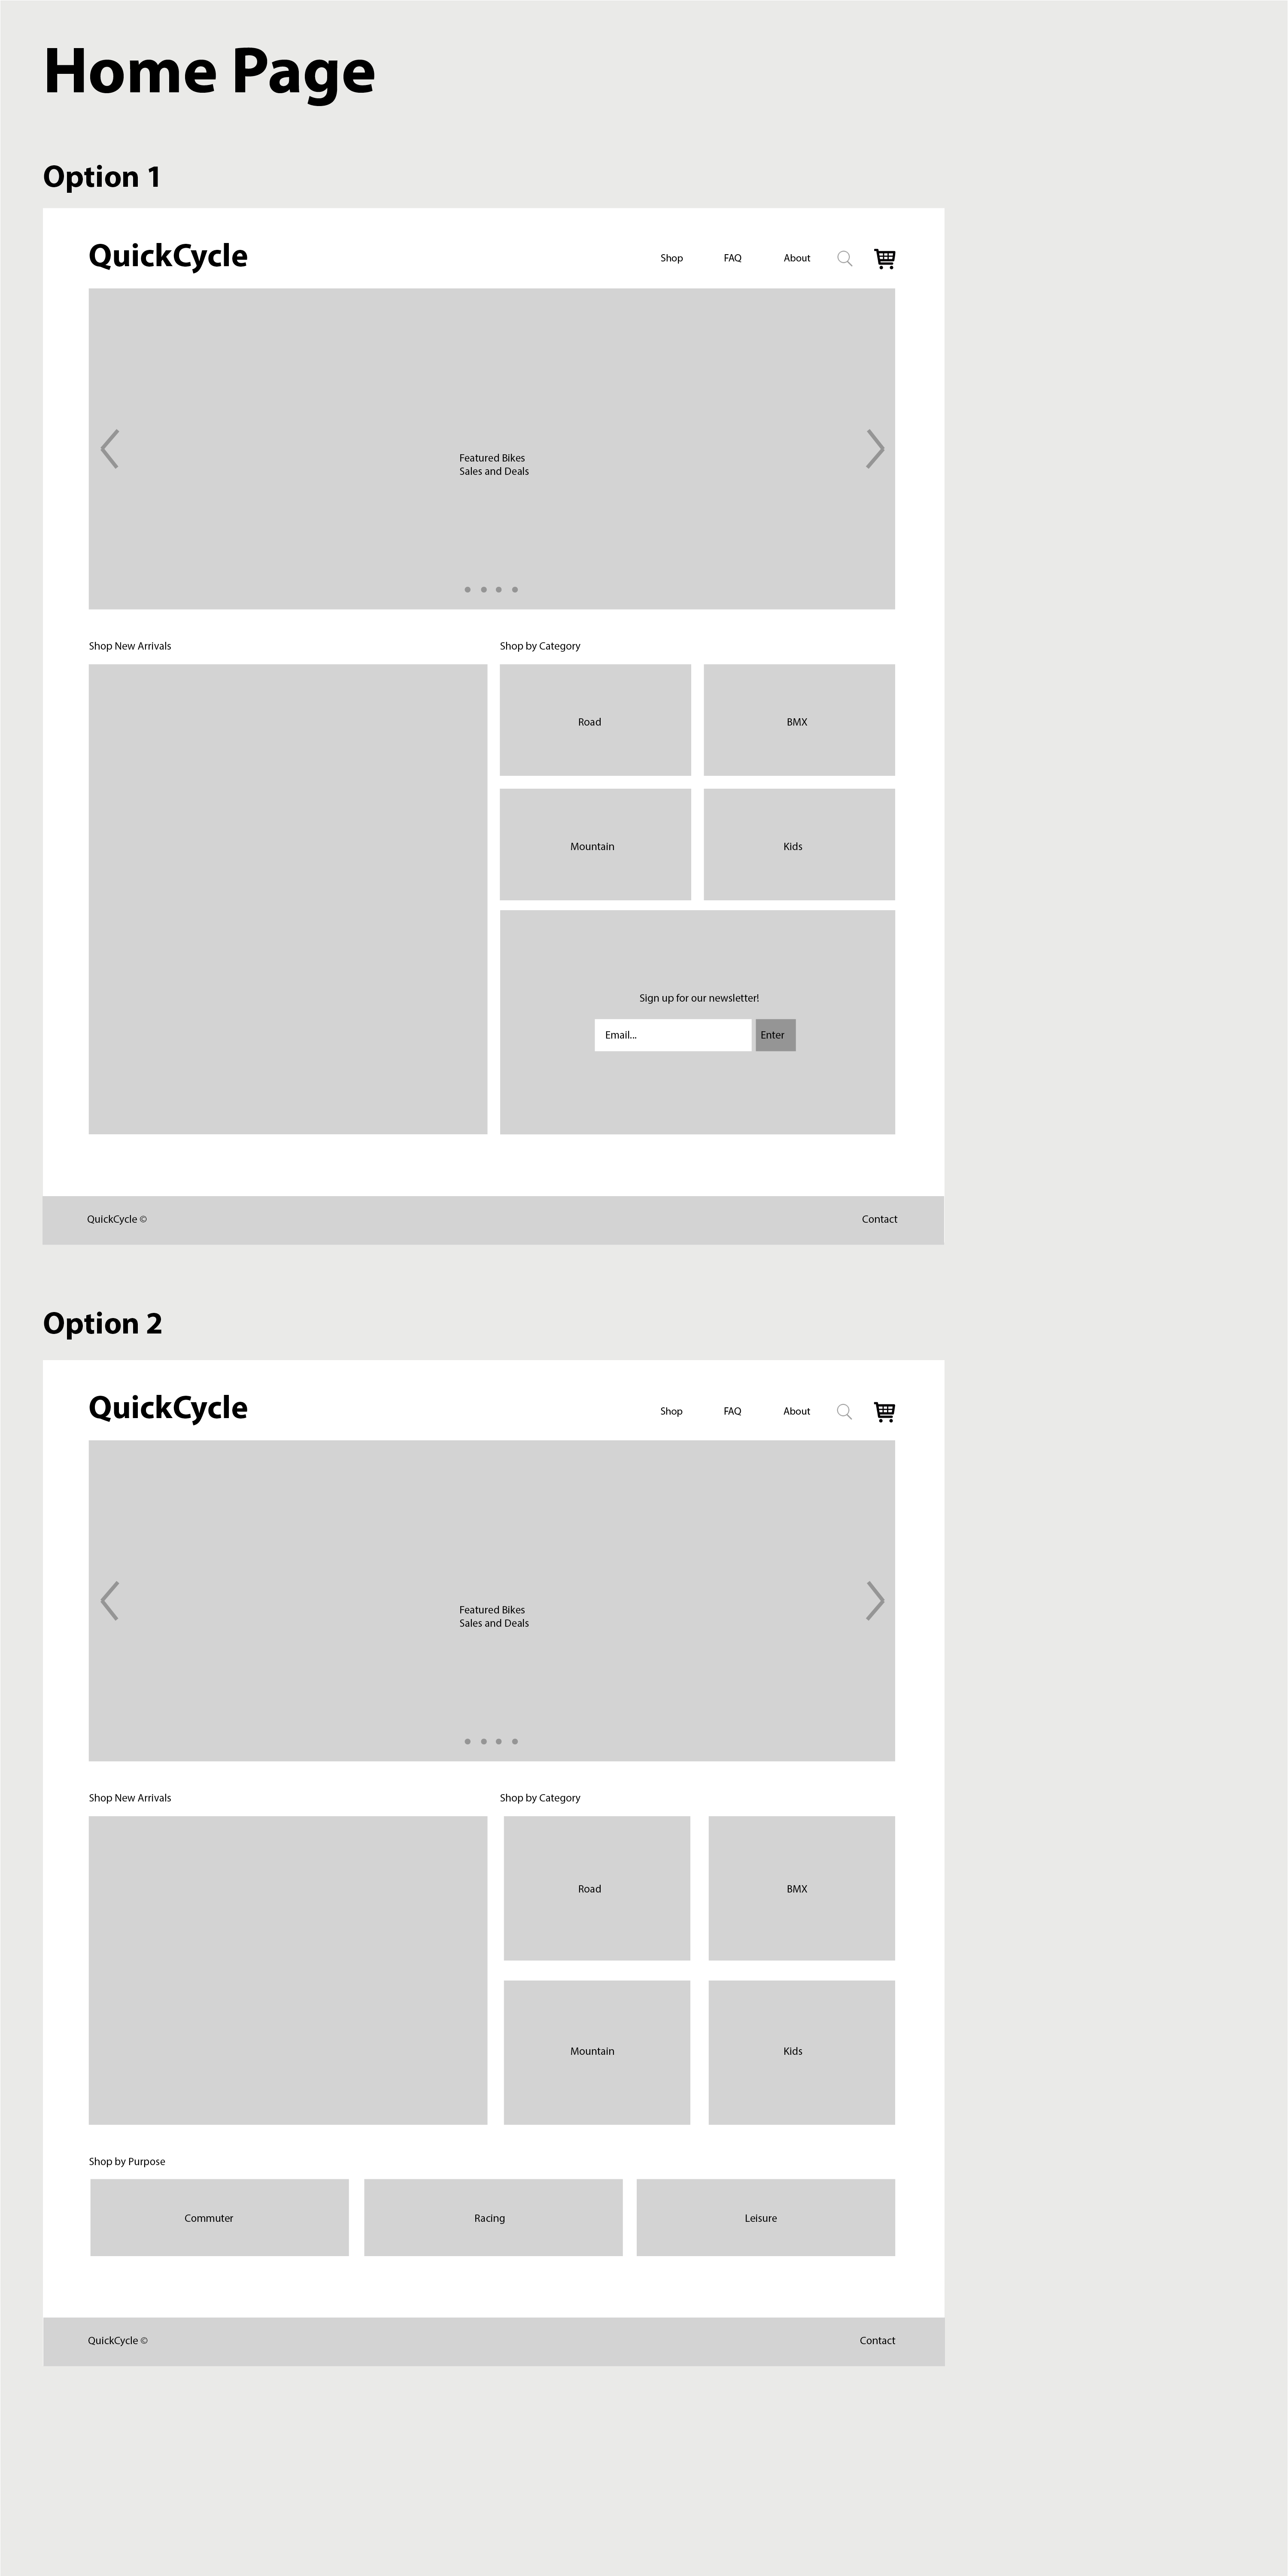 Home Page
Option 1
QuickCycle
Shop FAQ About
Featured Bikes
Sales and Deals
Shop New Arrivals
Shop by Category
Road
BMX
Mountain
Kids
Sign up for our newsletter!
Email...
Enter
QuickCycle ©
Contact
Option 2
QuickCycle
Shop FAQ About
Featured Bikes
Sales and Deals
Shop New Arrivals
Shop by Category
Road
BMX
Mountain
Kids
Shop by Purpose
Commuter
Racing
Leisure
QuickCycle ©
Contact